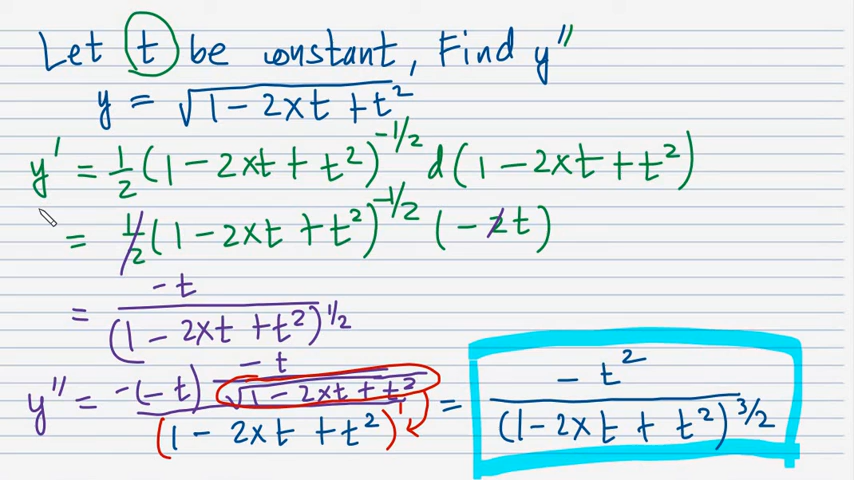 Let t be constant, Find y''
y = √(1 - 2xt + t²)
y' = 1/2 (1 - 2xt + t²)^(-1/2) d(1 - 2xt + t²)
= 1/2 (1 - 2xt + t²)^(-1/2) (-2t)
= -t / (1 - 2xt + t²)^(1/2)
y'' = -(-t) (-t / √(1 - 2xt + t²)) / (1 - 2xt + t²)¹ = -t² / (1 - 2xt + t²)^(3/2)